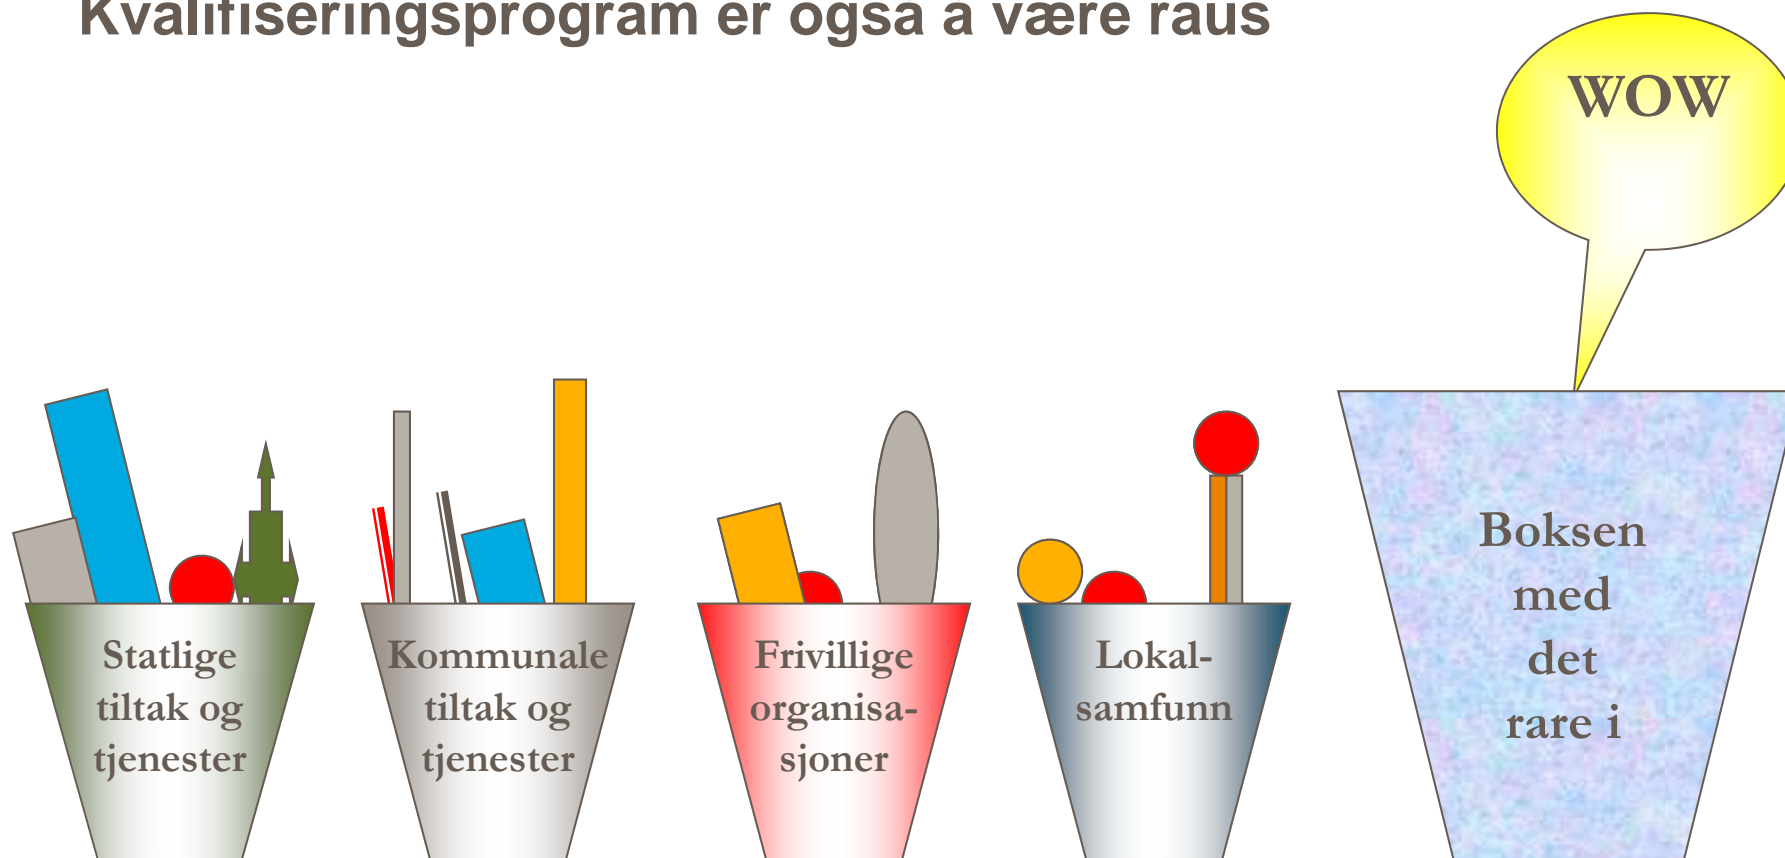 Kvalifiseringsprogram er også å være raus
WOW
Statlige
tiltak og
tjenester
Kommunale
tiltak og
tjenester
Frivillige
organisa-
sjoner
Lokal-
samfunn
Boksen
med
det
rare i